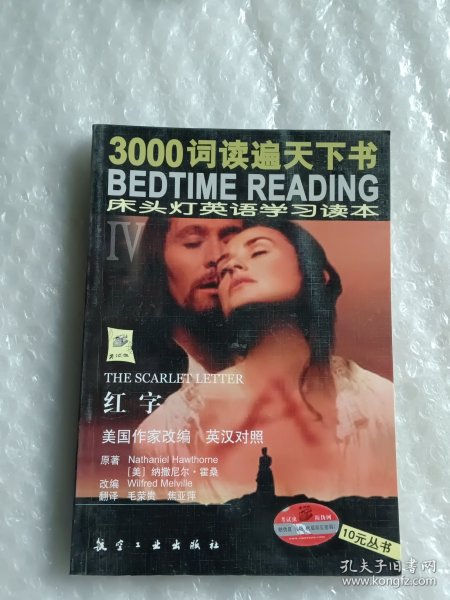 3000词读遍天下书
BEDTIME READING
床头灯英语学习读本
IV
THE SCARLET LETTER
红字
美国作家改编 英汉对照
原著 Nathaniel Hawthorne
[美] 纳撒尼尔·霍桑
改编 Wilfred Melville
翻译 毛荣贵 焦亚萍
航空工业出版社
10元丛书
孔夫子旧书网
www.kongfz.com